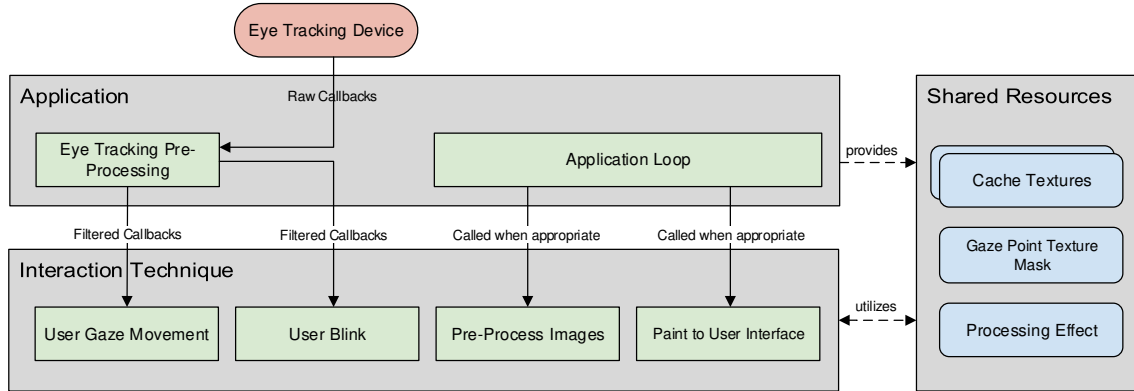 Eye Tracking Device
Application
Raw Callbacks
Shared Resources
Eye Tracking Pre-
Processing
Application Loop
provides
Cache Textures
Filtered Callbacks
Filtered Callbacks
Called when appropriate
Called when appropriate
Gaze Point Texture
Mask
Interaction Technique
utilizes
User Gaze Movement
User Blink
Pre-Process Images
Paint to User Interface
Processing Effect